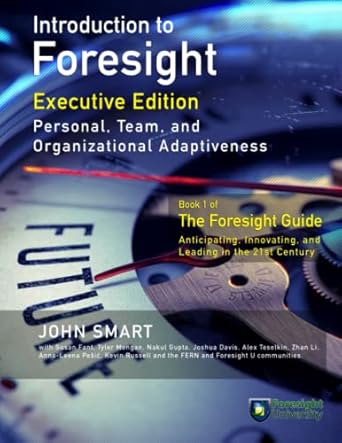 Introduction to
Foresight
Executive Edition
Personal, Team, and
Organizational Adaptiveness
Book 1 of
The Foresight Guide
Anticipating, Innovating, and
Leading in the 21st Century
FUTURE
JOHN SMART
with Susan Fant, Tyler Mongan, Nakul Gupta, Joshua Davis, Alex Teselkin, Zhan Li,
Anna-Leena Pešić, Kevin Russell and the FERN and Foresight U communities
Foresight
University